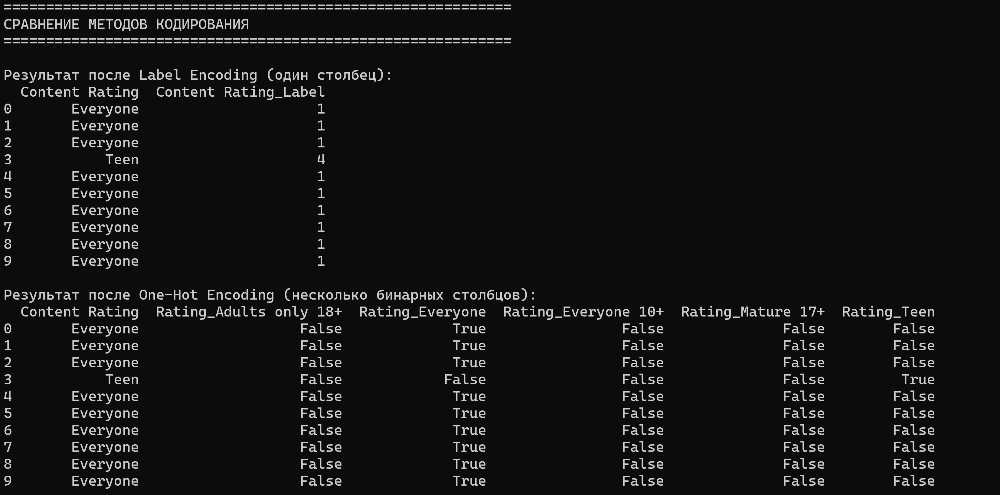 ============================================================
СРАВНЕНИЕ МЕТОДОВ КОДИРОВАНИЯ
============================================================

Результат после Label Encoding (один столбец):
  Content Rating  Content Rating_Label
0       Everyone                     1
1       Everyone                     1
2       Everyone                     1
3           Teen                     4
4       Everyone                     1
5       Everyone                     1
6       Everyone                     1
7       Everyone                     1
8       Everyone                     1
9       Everyone                     1

Результат после One-Hot Encoding (несколько бинарных столбцов):
  Content Rating  Rating_Adults only 18+  Rating_Everyone  Rating_Everyone 10+  Rating_Mature 17+  Rating_Teen
0       Everyone                   False             True                False              False        False
1       Everyone                   False             True                False              False        False
2       Everyone                   False             True                False              False        False
3           Teen                   False            False                False              False         True
4       Everyone                   False             True                False              False        False
5       Everyone                   False             True                False              False        False
6       Everyone                   False             True                False              False        False
7       Everyone                   False             True                False              False        False
8       Everyone                   False             True                False              False        False
9       Everyone                   False             True                False              False        False